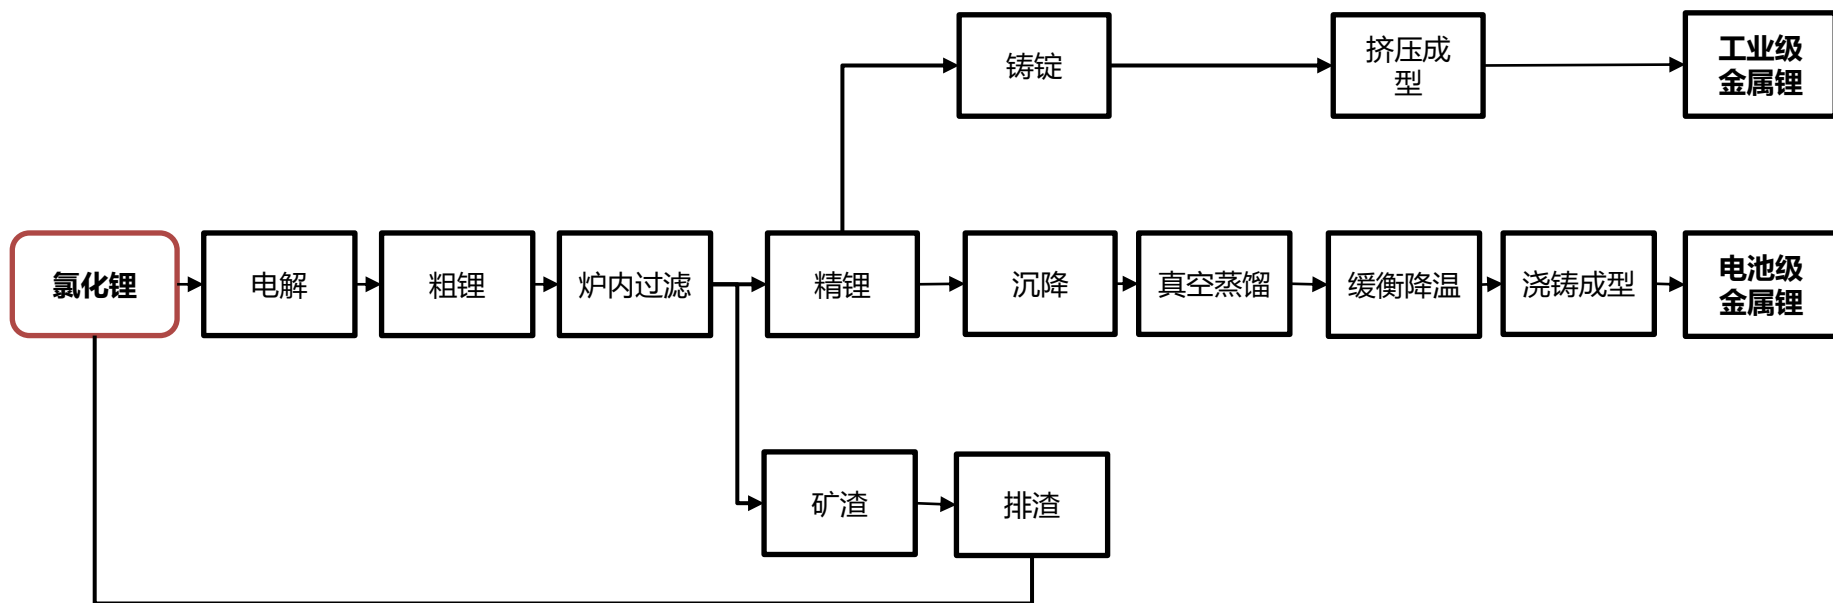 铸锭
挤压成
型
工业级
金属锂
氯化锂
电解
粗锂
炉内过滤
精锂
沉降
真空蒸馏
缓衡降温
浇铸成型
电池级
金属锂
矿渣
排渣